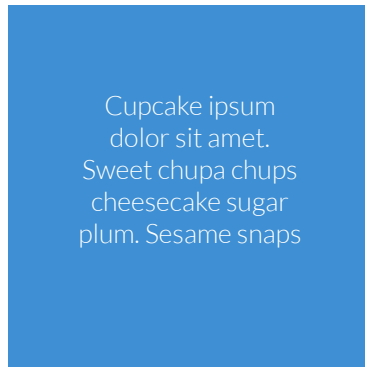 Cupcake ipsum
dolor sit amet.
Sweet chupa chups
cheesecake sugar
plum. Sesame snaps